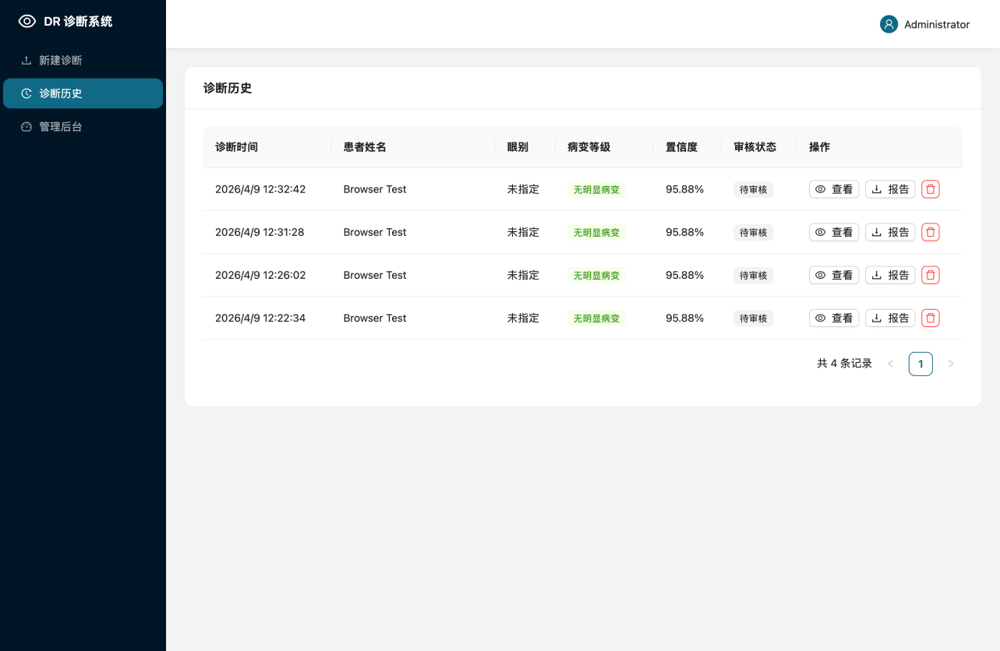 DR 诊断系统
Administrator
新建诊断
诊断历史
管理后台
诊断历史
诊断时间 患者姓名 眼别 病变等级 置信度 审核状态 操作
2026/4/9 12:32:42 Browser Test 未指定 无明显病变 95.88% 待审核 查看 报告
2026/4/9 12:31:28 Browser Test 未指定 无明显病变 95.88% 待审核 查看 报告
2026/4/9 12:26:02 Browser Test 未指定 无明显病变 95.88% 待审核 查看 报告
2026/4/9 12:22:34 Browser Test 未指定 无明显病变 95.88% 待审核 查看 报告
共 4 条记录 1